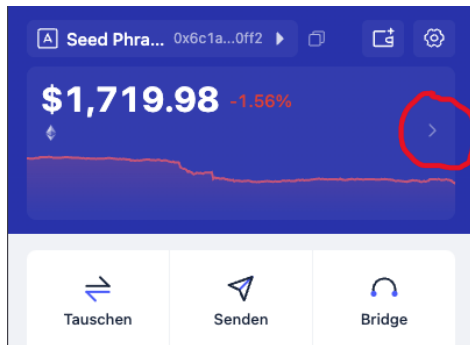 A Seed Phra... 0x6c1a...0ff2
$1,719.98 -1.56%
Tauschen Senden Bridge